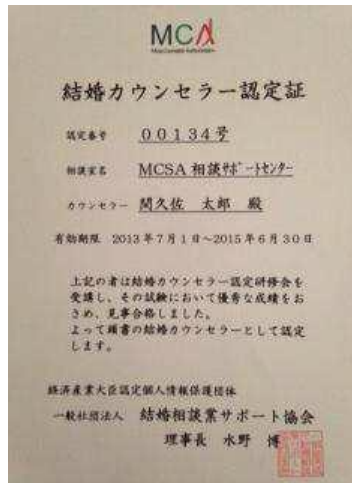 MCA
結婚カウンセラー認定証
認定番号 00134号
相談室名 MCSA 相談サポートセンター
カウンセラー 関久佐 太郎 殿
有効期限 2013年7月1日~2015年6月30日
上記の者は結婚カウンセラー認定研修会を
受講し、その試験において優秀な成績をお
さめ、見事合格しました。
よって頭書の結婚カウンセラーとして認定
します。
経済産業大臣認定個人情報保護団体
一般社団法人 結婚相談業サポート協会
理事長 水野 博